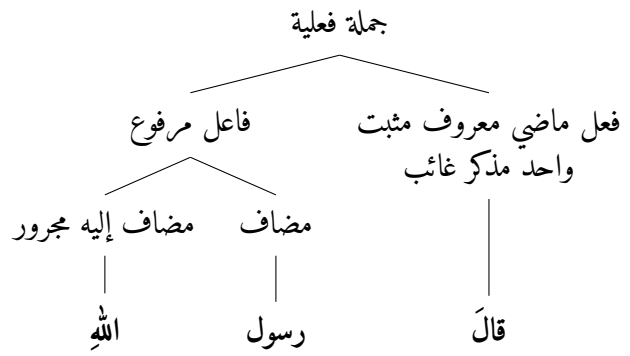 جملة فعلية
فعل ماضي معروف مثبت
واحد مذكر غائب
فاعل مرفوع
مضاف
مضاف إليه مجرور
قالَ
رسول
اللهِ